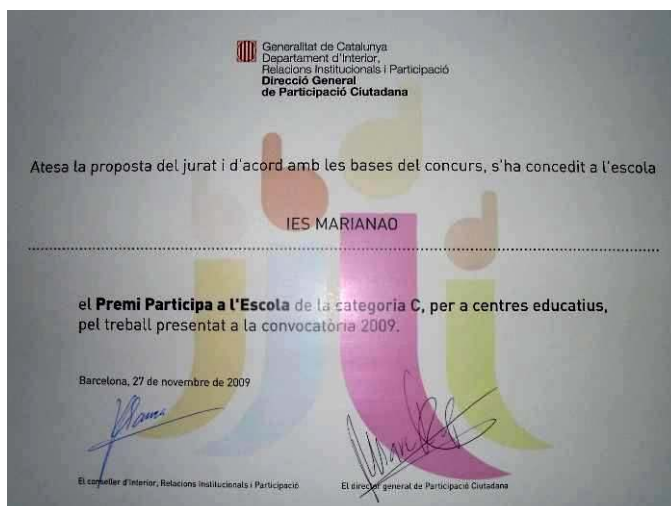 Generalitat de Catalunya
Departament d'Interior,
Relacions Institucionals i Participació
Direcció General
de Participació Ciutadana
Atesa la proposta del jurat i d'acord amb les bases del concurs, s'ha concedit a l'escola
IES MARIANAO
el Premi Participa a l'Escola de la categoria C, per a centres educatius,
pel treball presentat a la convocatòria 2009.
Barcelona, 27 de novembre de 2009
El conseller d'Interior, Relacions Institucionals i Participació
El director general de Participació Ciutadana